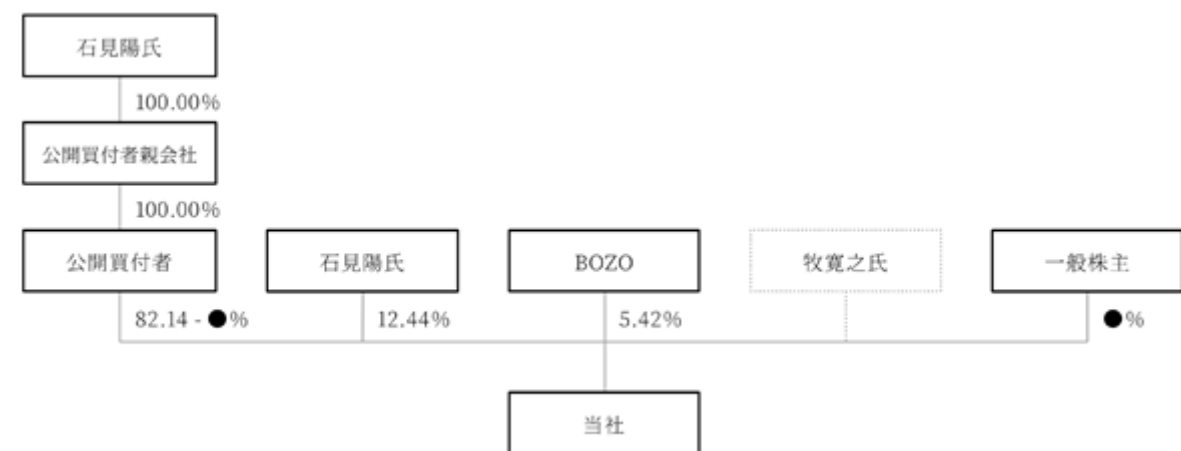 石見陽氏
100.00%
公開買付者親会社
100.00%
公開買付者
石見陽氏
BOZO
牧寛之氏
一般株主
82.14 - ●%
12.44%
5.42%
●%
当社